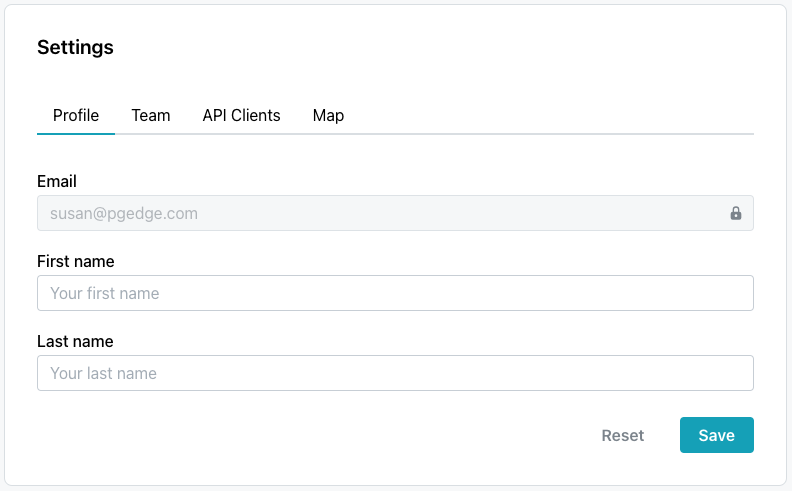 Settings
Profile Team API Clients Map
Email
susan@pgedge.com
First name
Your first name
Last name
Your last name
Reset Save